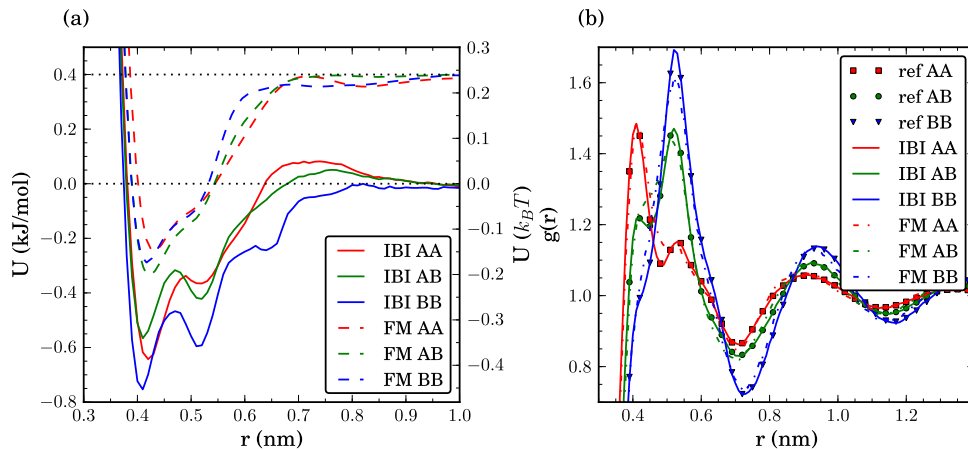 (a)
U (kJ/mol)
0.4
0.2
0.0
−0.2
−0.4
−0.6
−0.8
0.3 0.4 0.5 0.6 0.7 0.8 0.9 1.0
r (nm)
0.3
0.2
0.1
0.0
−0.1
−0.2
−0.3
−0.4
U (k_BT)
IBI AA
IBI AB
IBI BB
FM AA
FM AB
FM BB
(b)
g(r)
1.6
1.4
1.2
1.0
0.8
0.4 0.6 0.8 1.0 1.2
r (nm)
ref AA
ref AB
ref BB
IBI AA
IBI AB
IBI BB
FM AA
FM AB
FM BB